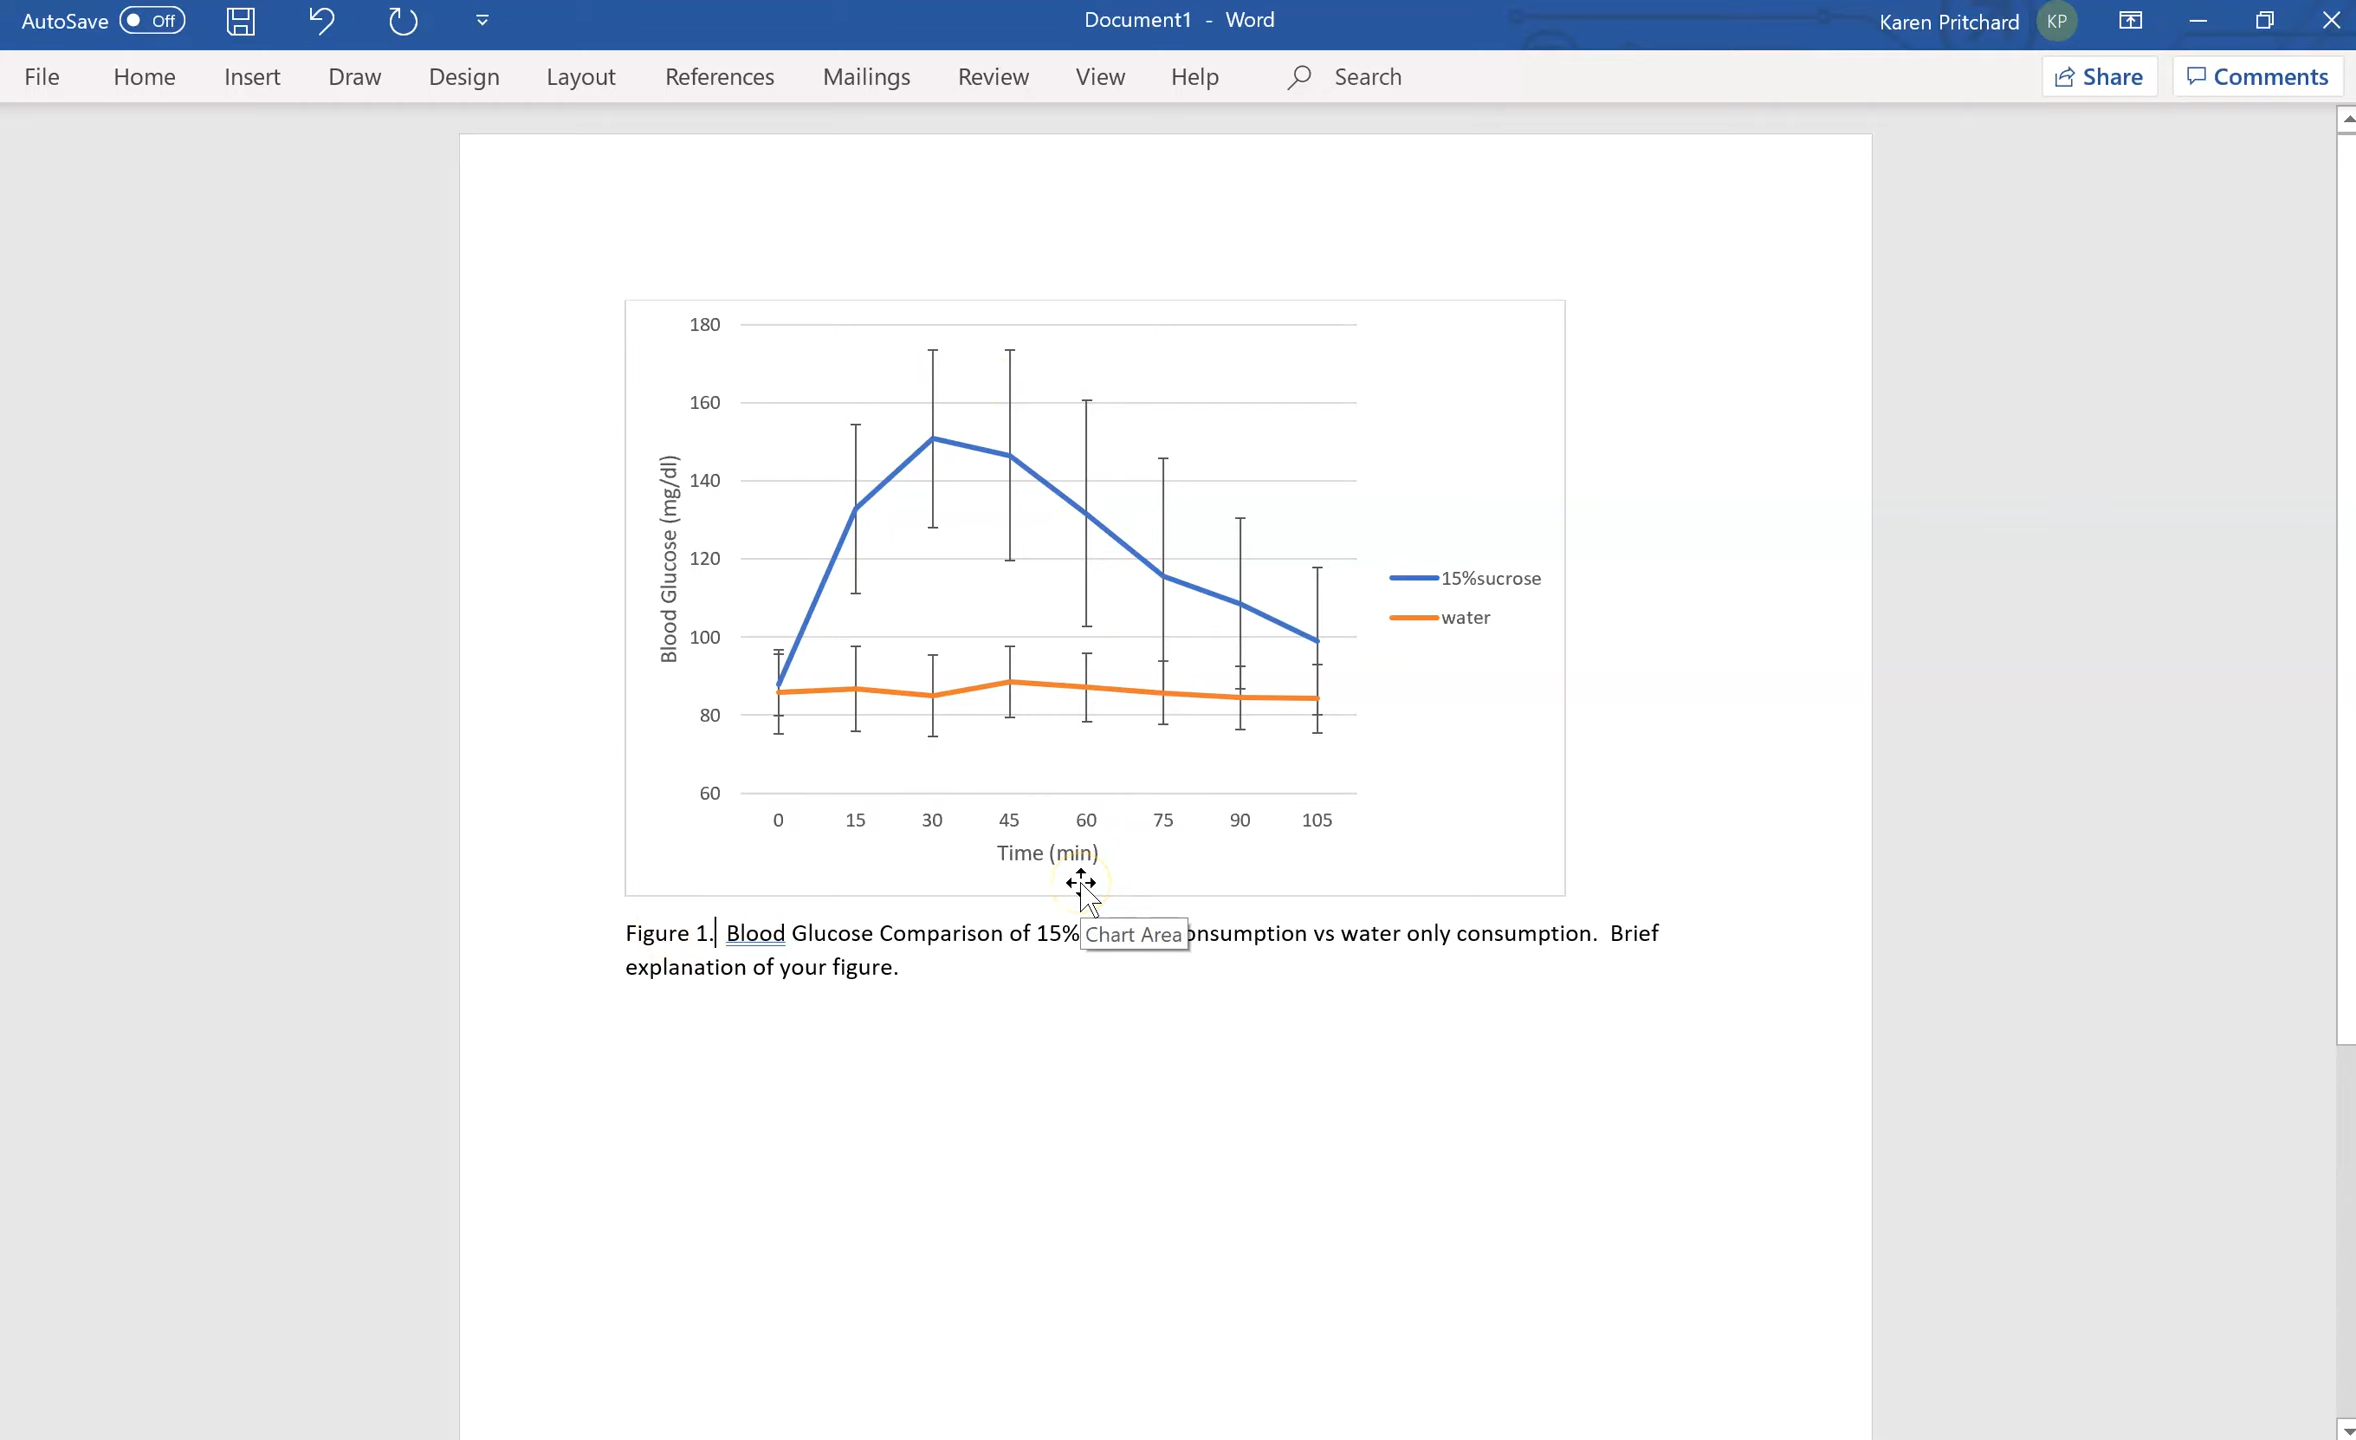 AutoSave Off Document1 - Word Karen Pritchard KP
File Home Insert Draw Design Layout References Mailings Review View Help Search Share Comments
180
160
140
120
100
80
60
Blood Glucose (mg/dl)
15%sucrose
water
0 15 30 45 60 75 90 105
Time (min)
Figure 1. Blood Glucose Comparison of 15% vs water only consumption. Brief
Chart Area
explanation of your figure.